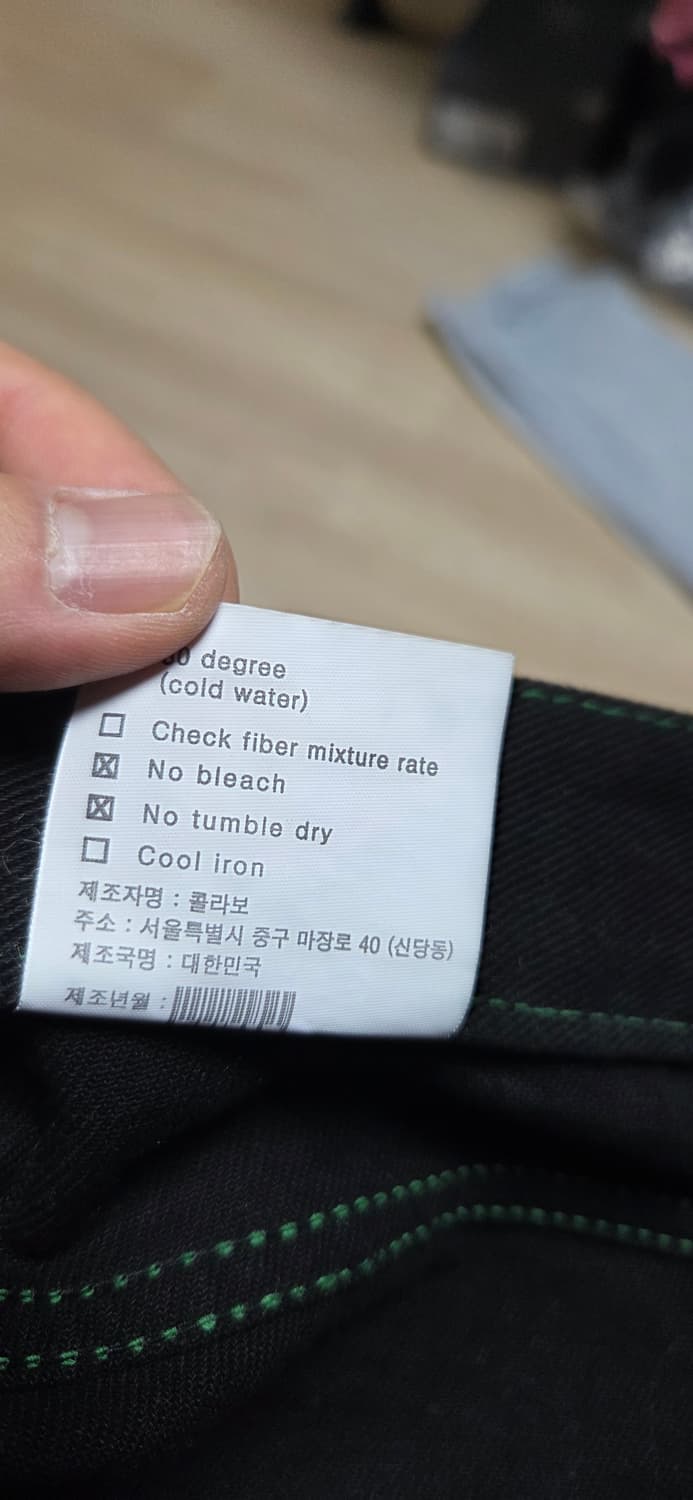 degree
(cold water)
☐ Check fiber mixture rate
☒ No bleach
☒ No tumble dry
☐ Cool iron
제조자명 : 콜라보
주소 : 서울특별시 중구 마장로 40 (신당동)
제조국명 : 대한민국
제조년월 :